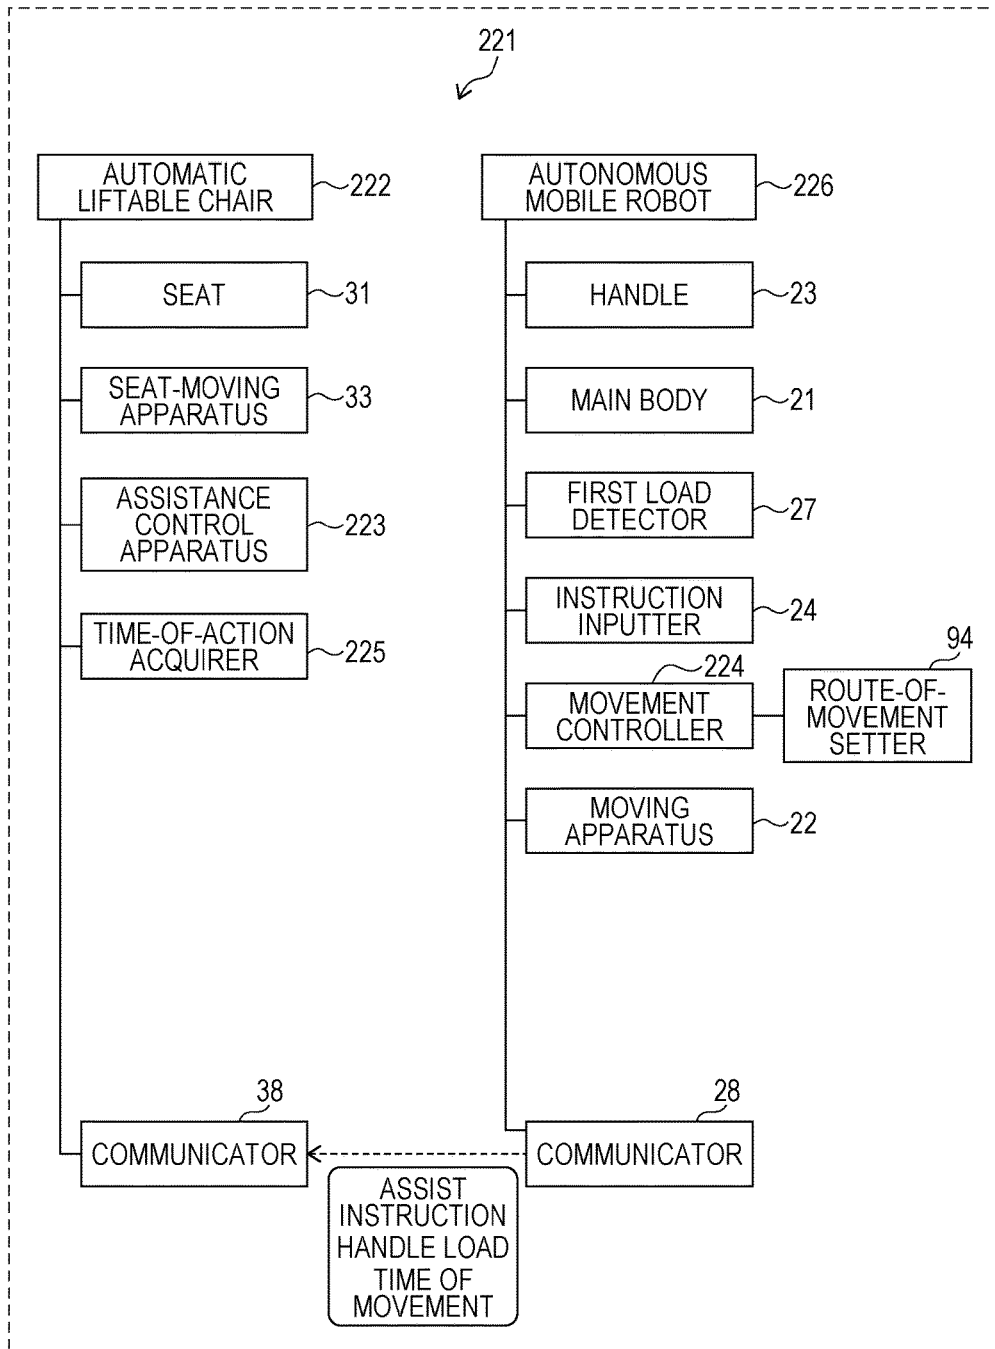 221
AUTOMATIC
LIFTABLE CHAIR
222
SEAT
31
SEAT-MOVING
APPARATUS
33
ASSISTANCE
CONTROL
APPARATUS
223
TIME-OF-ACTION
ACQUIRER
225
38
COMMUNICATOR
AUTONOMOUS
MOBILE ROBOT
226
HANDLE
23
MAIN BODY
21
FIRST LOAD
DETECTOR
27
INSTRUCTION
INPUTTER
24
224
MOVEMENT
CONTROLLER
94
ROUTE-OF-
MOVEMENT
SETTER
MOVING
APPARATUS
22
28
COMMUNICATOR
ASSIST
INSTRUCTION
HANDLE LOAD
TIME OF
MOVEMENT